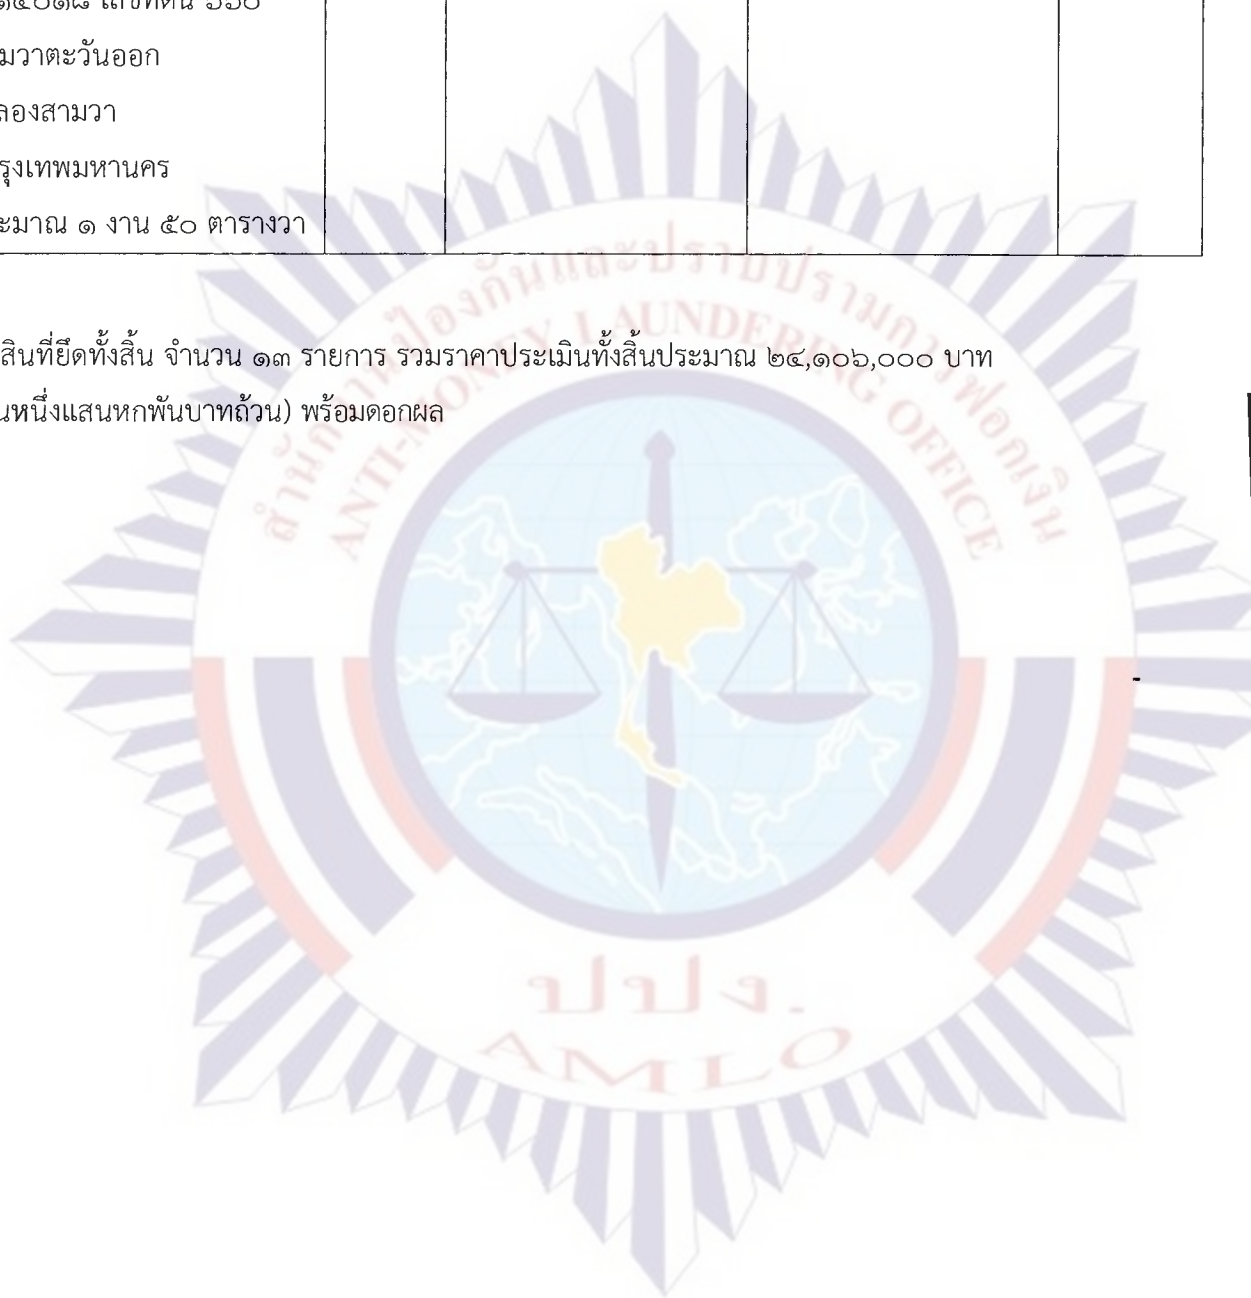 เลขที่ดิน
มวาตะวันออก
ลองสามวา
รุงเทพมหานคร
ะมาณ ๑ งาน ๕๐ ตารางวา
สินที่ยึดทั้งสิ้น จำนวน ๑๓ รายการ รวมราคาประเมินทั้งสิ้นประมาณ ๒๔,๑๐๖,๐๐๐ บาท
นหนึ่งแสนหกพันบาทถ้วน) พร้อมดอกผล
สำนักงานป้องกันและปราบปรามการฟอกเงิน
ANTI-MONEY LAUNDERING OFFICE
ปปง.
AMLO